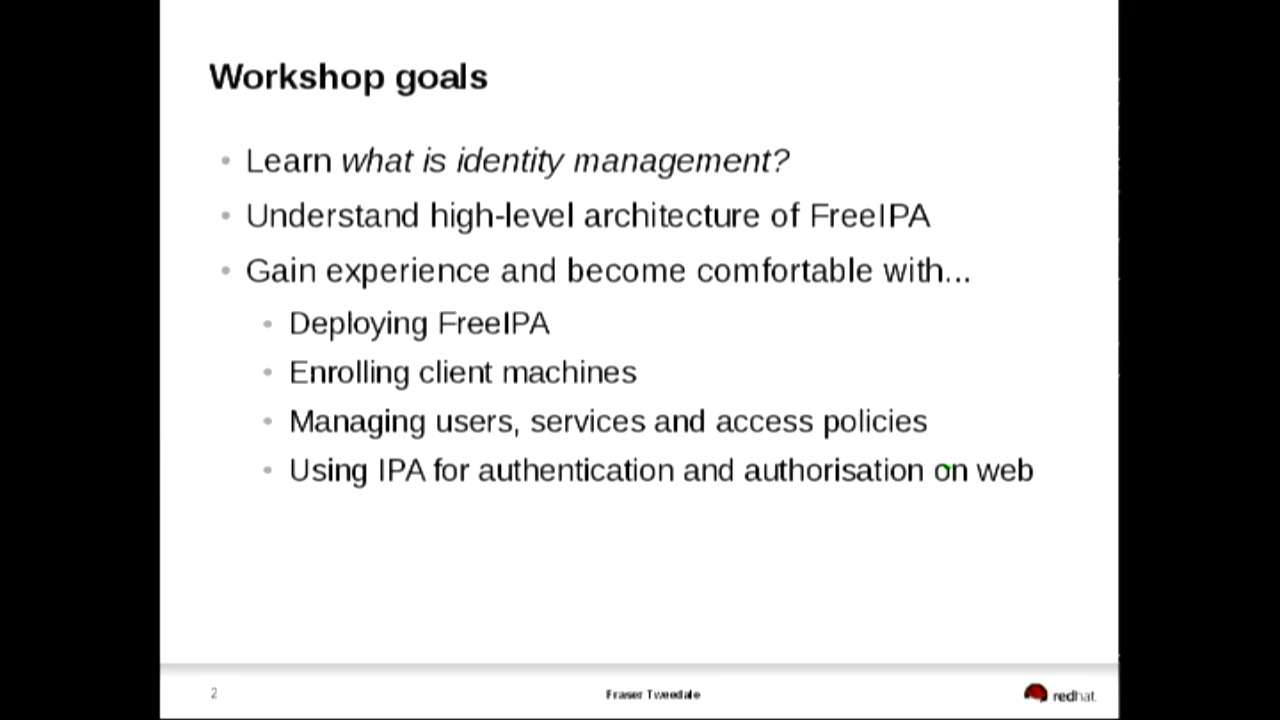 Workshop goals
• Learn what is identity management?
• Understand high-level architecture of FreeIPA
• Gain experience and become comfortable with...
• Deploying FreeIPA
• Enrolling client machines
• Managing users, services and access policies
• Using IPA for authentication and authorisation on web
2
Fraser Tweedale
redhat.